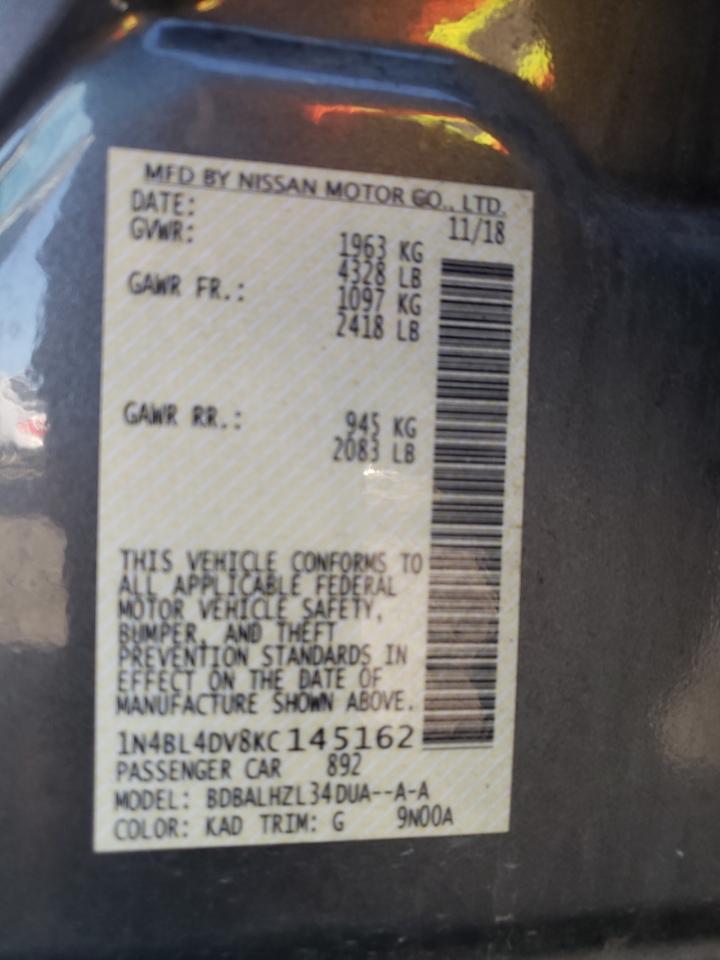 MFD BY NISSAN MOTOR CO., LTD.
DATE: 11/18
GVWR: 1963 KG
4328 LB
GAWR FR.: 1097 KG
2418 LB
GAWR RR.: 945 KG
2083 LB
THIS VEHICLE CONFORMS TO
ALL APPLICABLE FEDERAL
MOTOR VEHICLE SAFETY,
BUMPER, AND THEFT
PREVENTION STANDARDS IN
EFFECT ON THE DATE OF
MANUFACTURE SHOWN ABOVE.
1N4BL4DV8KC145162
PASSENGER CAR 892
MODEL: BDBALHZL34DUA--A-A
COLOR: KAD TRIM: G 9N00A